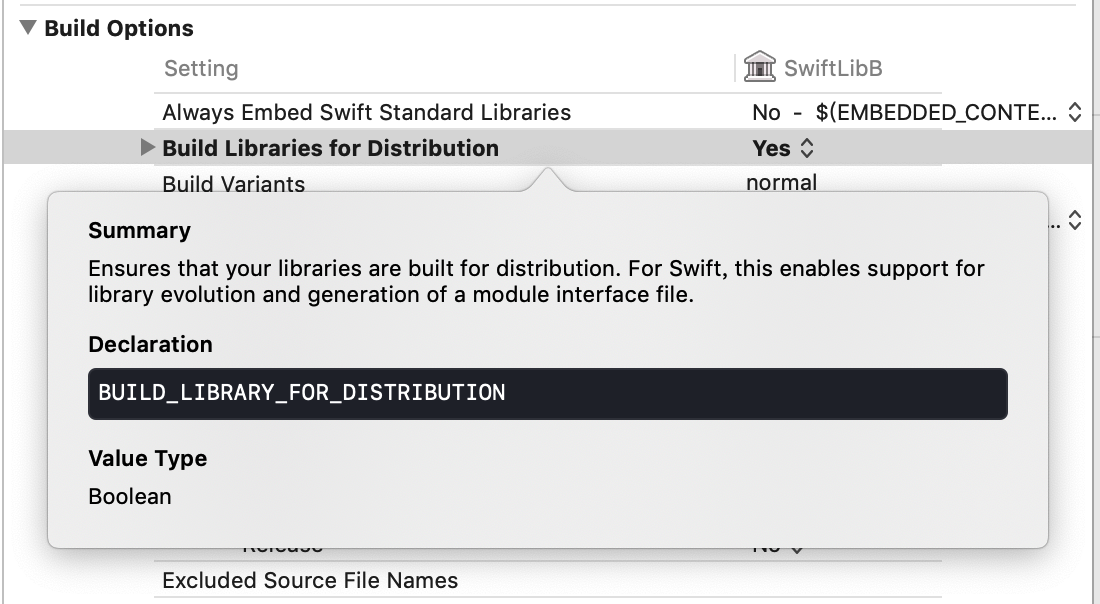 Build Options
Setting SwiftLibB
Always Embed Swift Standard Libraries No - $(EMBEDDED_CONTE...
Build Libraries for Distribution Yes
Build Variants normal
...
Summary
Ensures that your libraries are built for distribution. For Swift, this enables support for
library evolution and generation of a module interface file.
Declaration
BUILD_LIBRARY_FOR_DISTRIBUTION
Value Type
Boolean
Release No
Excluded Source File Names